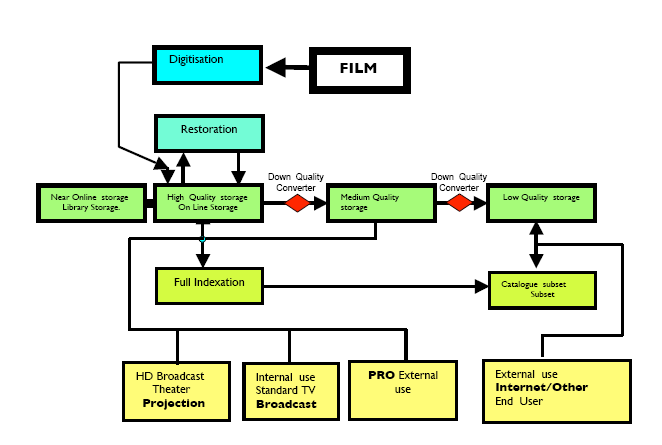 Digitisation
FILM
Restoration
Down Quality
Converter
Down Quality
Converter
Near Online storage
Library Storage.
High Quality storage
On Line Storage
Medium Quality
storage
Low Quality storage
Full Indexation
Catalogue subset
Subset
HD Broadcast
Theater
Projection
Internal use
Standard TV
Broadcast
PRO External
use
External use
Internet/Other
End User